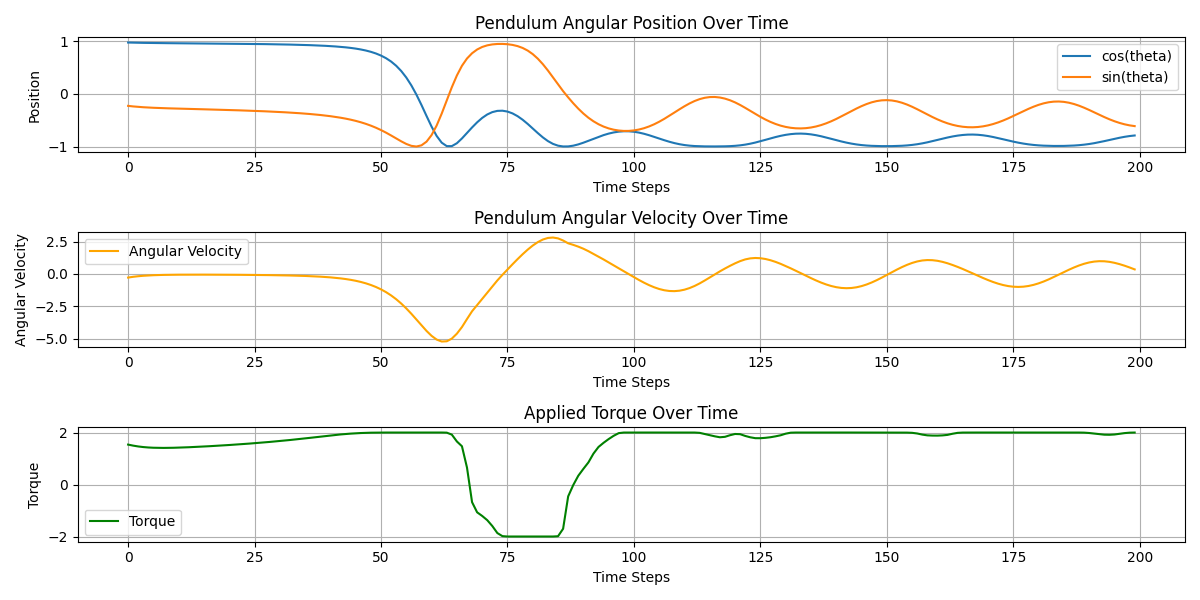 Pendulum Angular Position Over Time
Position
1
0
−1
cos(theta)
sin(theta)
0 25 50 75 100 125 150 175 200
Time Steps
Pendulum Angular Velocity Over Time
Angular Velocity
2.5
0.0
−2.5
−5.0
Angular Velocity
0 25 50 75 100 125 150 175 200
Time Steps
Applied Torque Over Time
Torque
2
0
−2
Torque
0 25 50 75 100 125 150 175 200
Time Steps